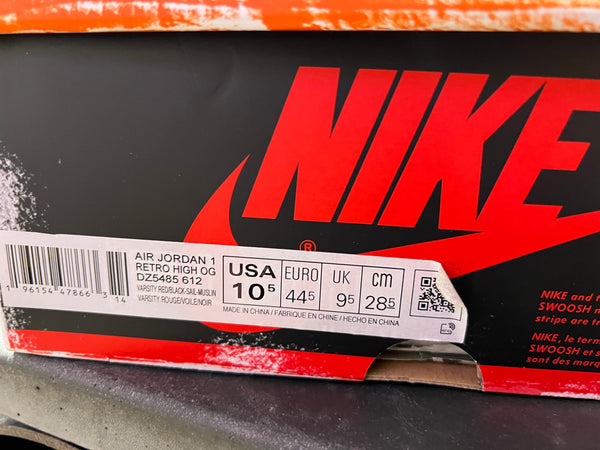 NIKE
®
AIR JORDAN 1
RETRO HIGH OG
DZ5485 612
VARSITY RED/BLACK-SAIL-MUSLIN
VARSITY ROUGE/VOILE/NOIR
1 96154 47866 3 14
USA
10⁵
EURO
44⁵
UK
9⁵
cm
28⁵
MADE IN CHINA / FABRIQUE EN CHINE / HECHO EN CHINA
NIKE and
SWOOSH
stripe are
NIKE, le
SWOOSH et
sont des